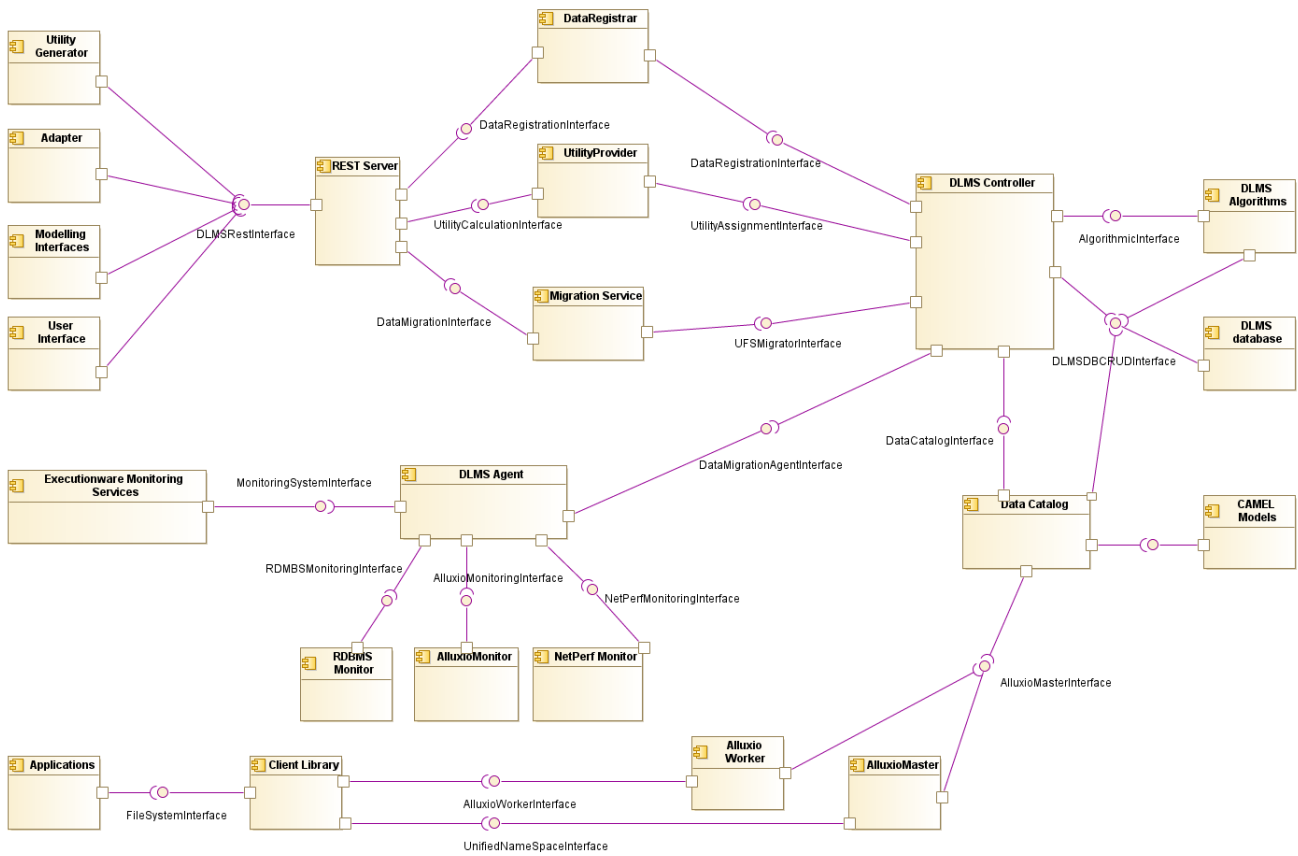 DataRegistrar
Utility
Generator
DataRegistrationInterface
Adapter
UtilityProvider
REST Server
DataRegistrationInterface
DLMS Controller
DLMS
Algorithms
UtilityCalculationInterface
UtilityAssignmentInterface
DLMSRestInterface
Modelling
Interfaces
AlgorithmicInterface
Migration Service
DataMigrationInterface
User
Interface
DLMS
database
UFSMigratorInterface
DLMSDBCRUDInterface
DataCatalogInterface
DataMigrationAgentInterface
Executionware Monitoring
Services
MonitoringSystemInterface
DLMS Agent
Data Catalog
CAMEL
Models
RDMBSMonitoringInterface
AlluxioMonitoringInterface
NetPerfMonitoringInterface
RDBMS
Monitor
AlluxioMonitor
NetPerf Monitor
AlluxioMasterInterface
Applications
Client Library
Alluxio
Worker
AlluxioMaster
AlluxioWorkerInterface
FileSystemInterface
UnifiedNameSpaceInterface